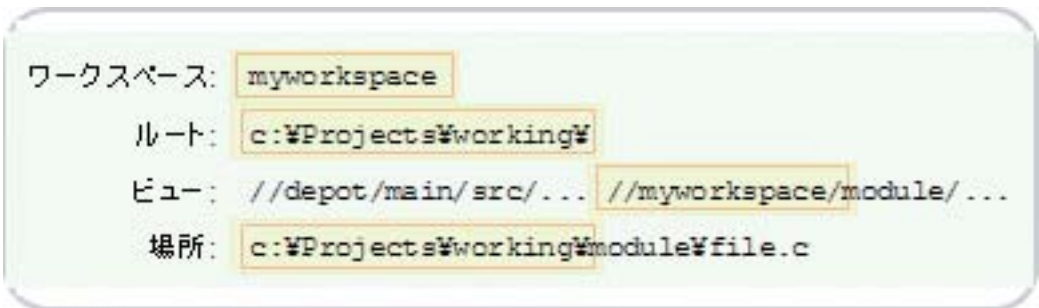 ワークスペース: myworkspace
ルート: c:¥Projects¥working¥
ビュー: //depot/main/src/... //myworkspace/module/...
場所: c:¥Projects¥working¥module¥file.c